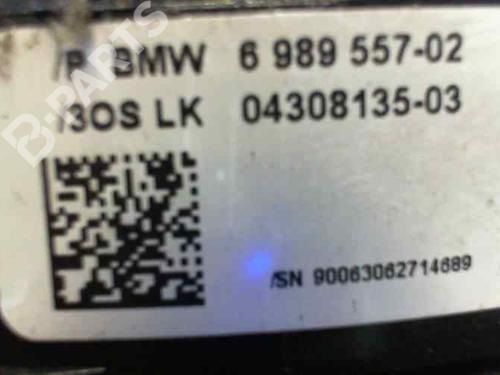 /P BMW 6 989 557-02
/3OS LK 04308135-03
/SN 90063062714689
B-PARTS